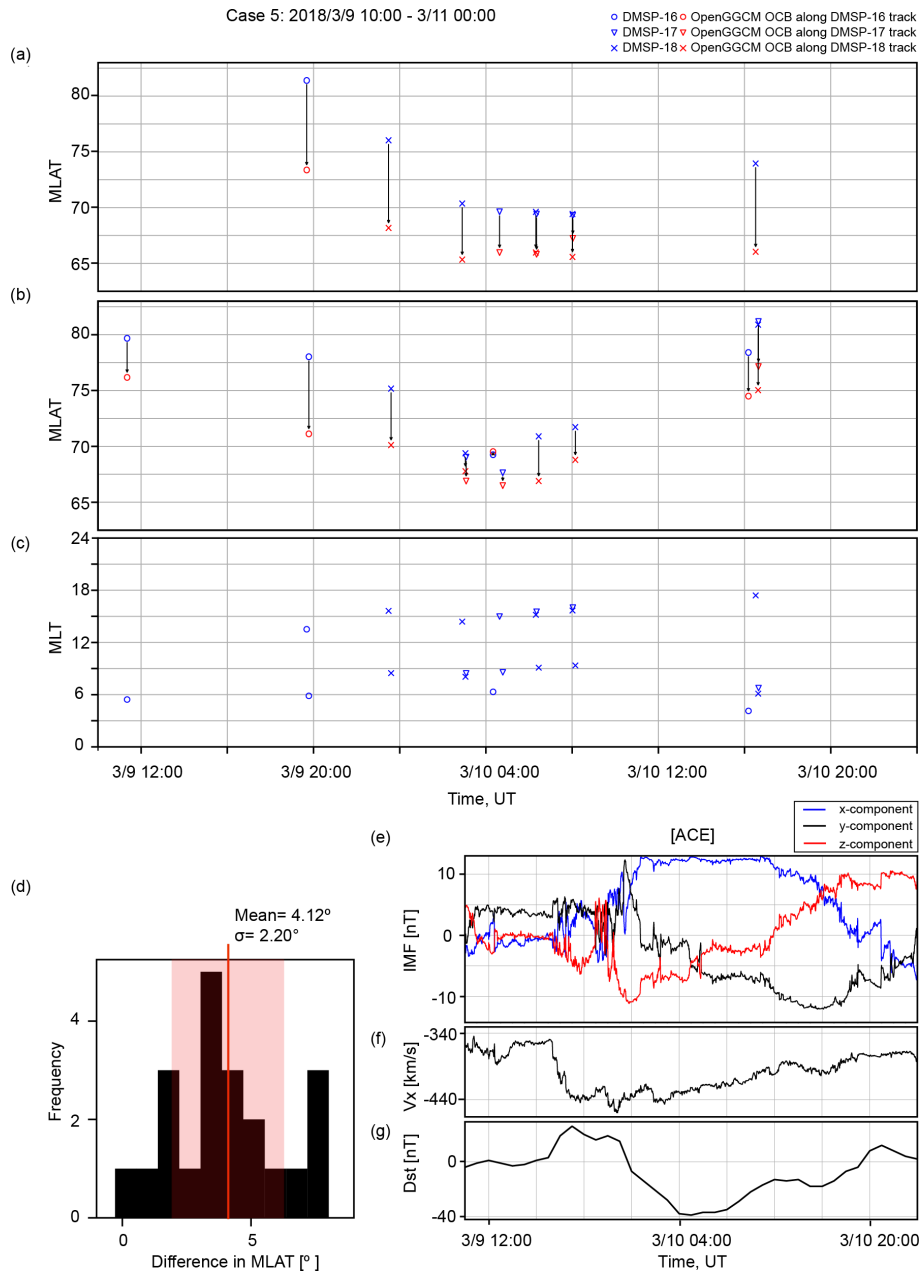 Case 5: 2018/3/9 10:00 - 3/11 00:00
DMSP-16 OpenGGCM OCB along DMSP-16 track
DMSP-17 OpenGGCM OCB along DMSP-17 track
DMSP-18 OpenGGCM OCB along DMSP-18 track
(a)
MLAT
80
75
70
65
(b)
MLAT
80
75
70
65
(c)
MLT
24
18
12
6
0
3/9 12:00 3/9 20:00 3/10 04:00 3/10 12:00 3/10 20:00
Time, UT
(d)
Mean= 4.12º
σ= 2.20°
Frequency
4
2
0
0 5
Difference in MLAT [º ]
(e)
[ACE]
x-component
y-component
z-component
IMF [nT]
10
0
-10
(f)
Vx [km/s]
-340
-440
(g)
Dst [nT]
0
-40
3/9 12:00 3/10 04:00 3/10 20:00
Time, UT